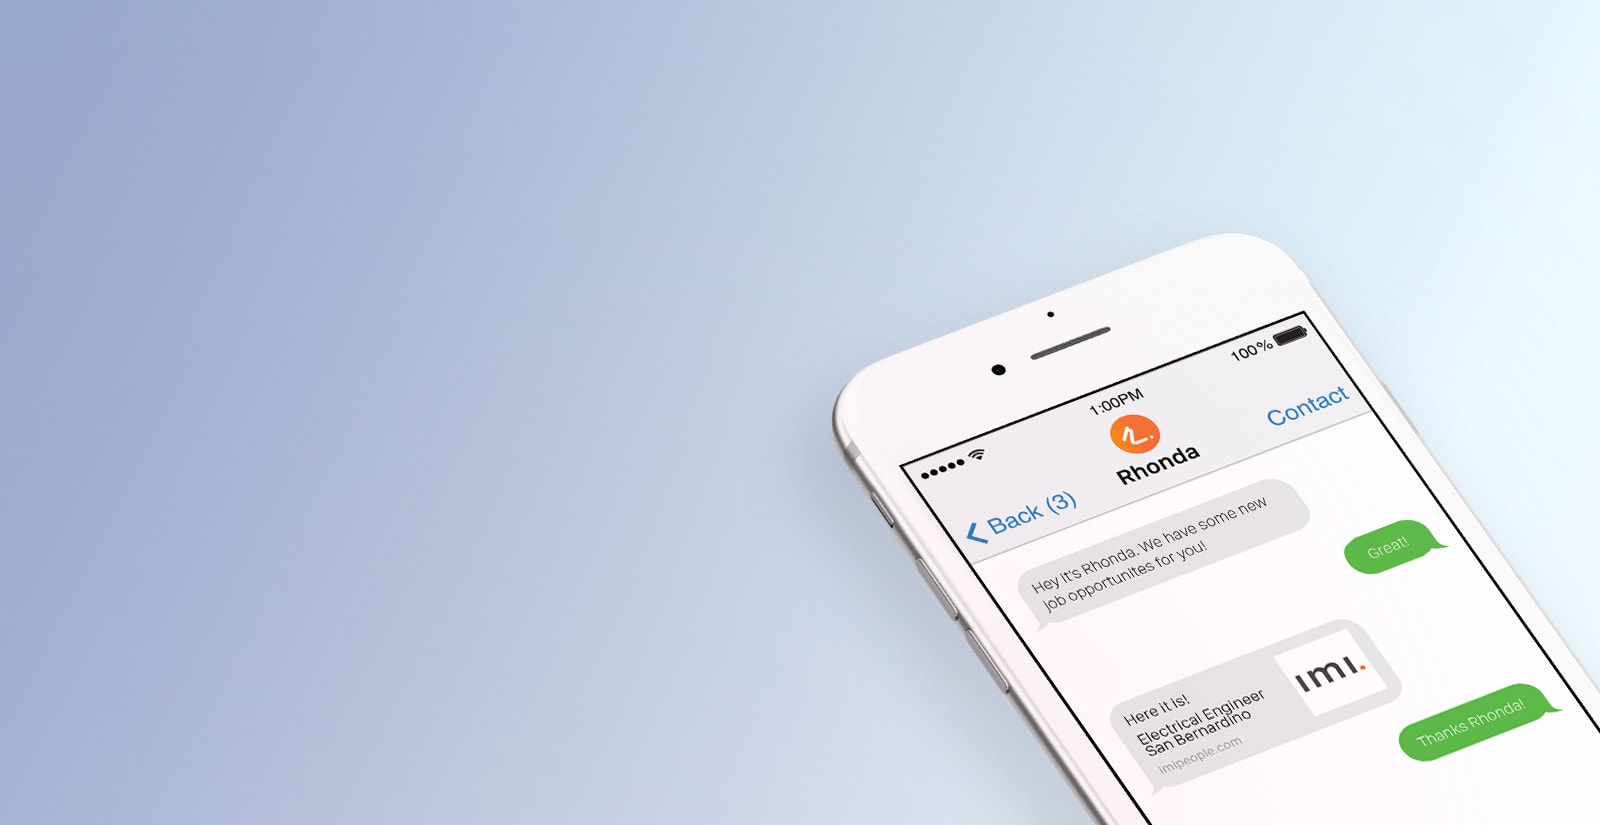 1:00PM
100%
Back (3)
Rhonda
Contact
Hey it's Rhonda. We have some new
job opportunites for you!
Great!
Here it is!
Electrical Engineer
San Bernardino
imipeople.com
ımı.
Thanks Rhonda!